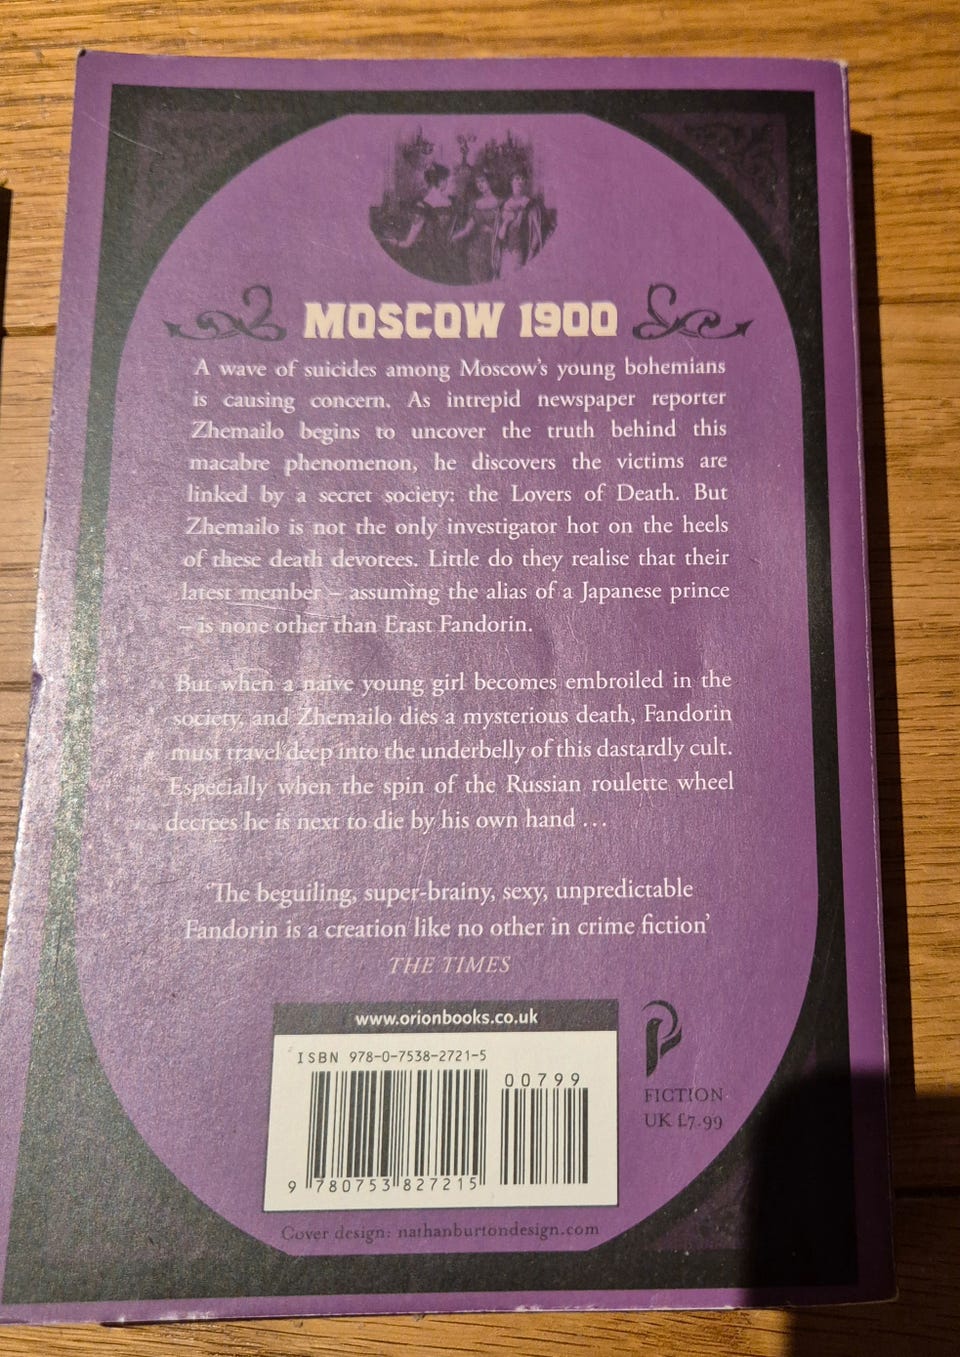 MOSCOW 1900
A wave of suicides among Moscow's young bohemians
is causing concern. As intrepid newspaper reporter
Zhemailo begins to uncover the truth behind this
macabre phenomenon, he discovers the victims are
linked by a secret society: the Lovers of Death. But
Zhemailo is not the only investigator hot on the heels
of these death devotees. Little do they realise that their
latest member – assuming the alias of a Japanese prince
– is none other than Erast Fandorin.
But when a naive young girl becomes embroiled in the
society, and Zhemailo dies a mysterious death, Fandorin
must travel deep into the underbelly of this dastardly cult.
Especially when the spin of the Russian roulette wheel
decrees he is next to die by his own hand ...
'The beguiling, super-brainy, sexy, unpredictable
Fandorin is a creation like no other in crime fiction'
THE TIMES
www.orionbooks.co.uk
ISBN 978-0-7538-2721-5
00799
9 780753 827215
FICTION
UK £7.99
Cover design: nathanburtondesign.com